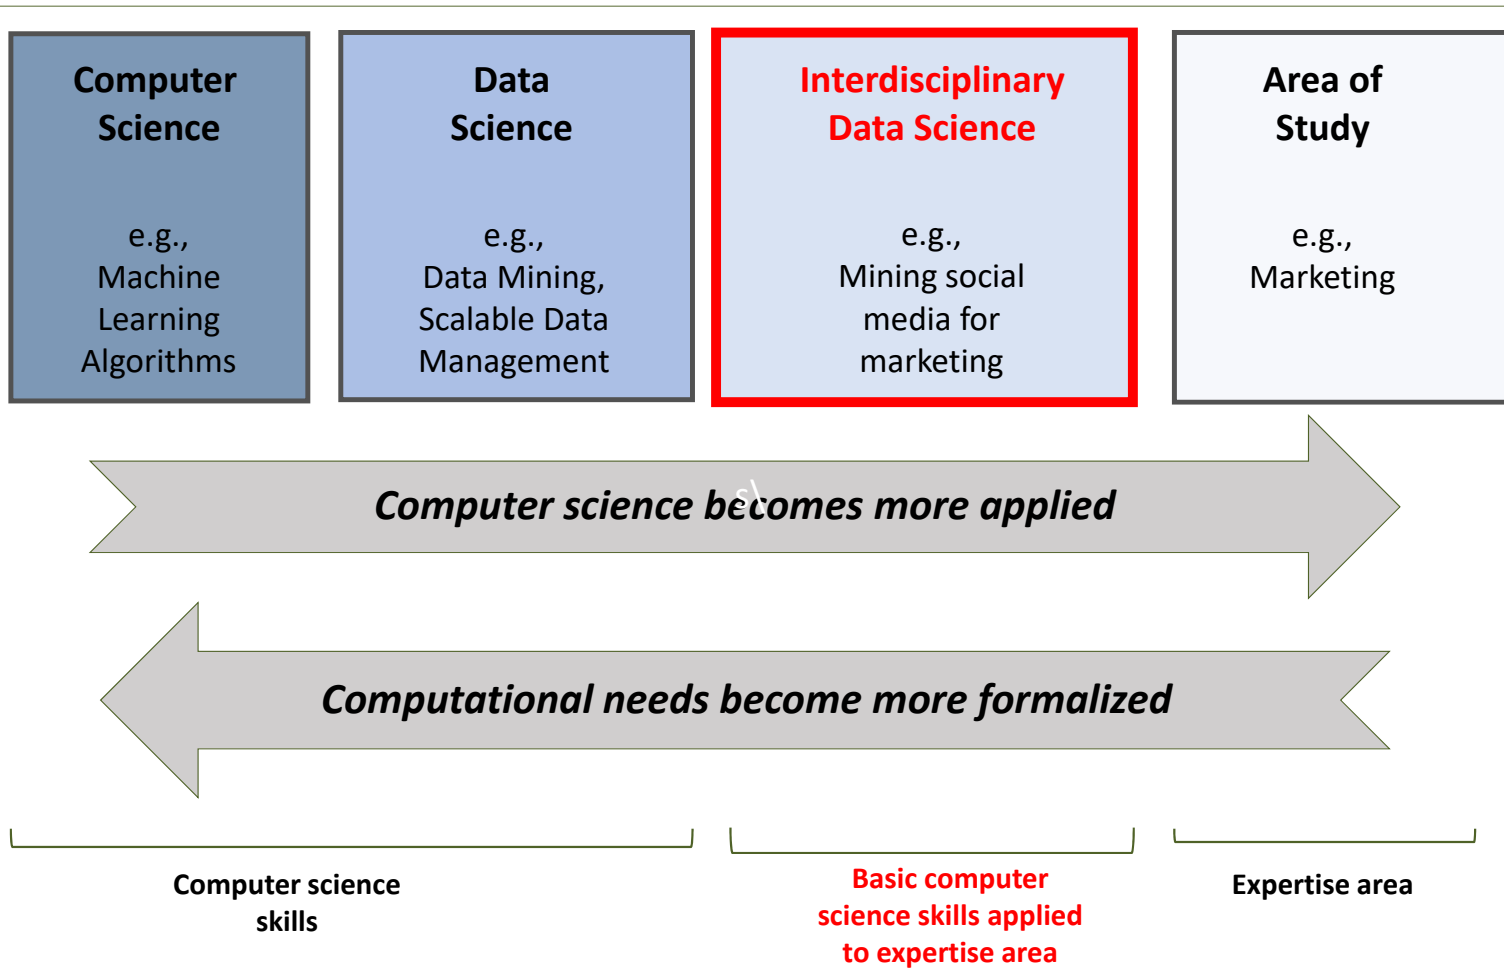 Computer
Science
e.g.,
Machine
Learning
Algorithms
Data
Science
e.g.,
Data Mining,
Scalable Data
Management
Interdisciplinary
Data Science
e.g.,
Mining social
media for
marketing
Area of
Study
e.g.,
Marketing
Computer science becomes more applied
s\
Computational needs become more formalized
Computer science
skills
Basic computer
science skills applied
to expertise area
Expertise area